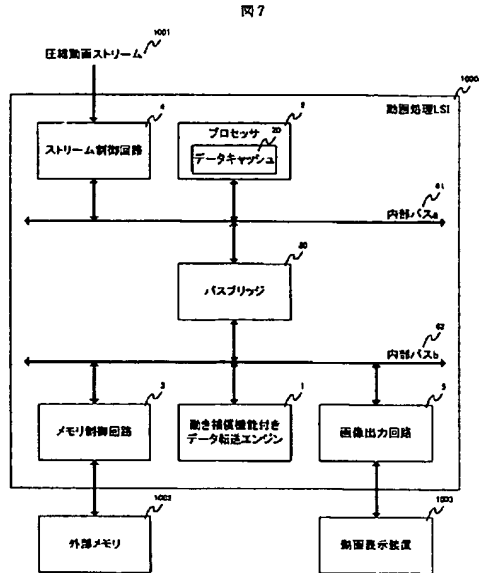 図7
圧縮動画ストリーム
1001
1000a
動画処理LSI
4
ストリーム制御回路
2
プロセッサ
20
データキャッシュ
61
内部バスa
30
バスブリッジ
62
内部バスb
3
メモリ制御回路
1
動き補償機能付き
データ転送エンジン
5
画像出力回路
1002
外部メモリ
1003
動画表示装置